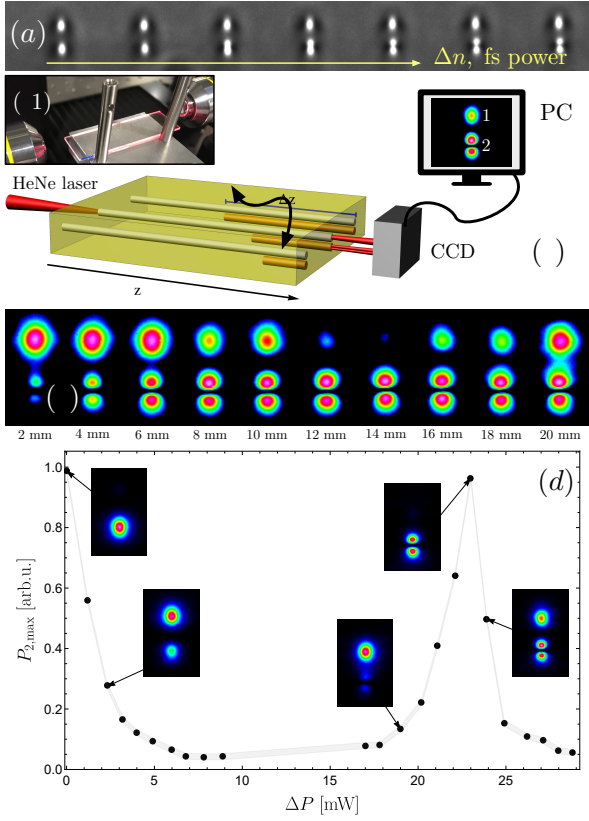 (a)
Δn, fs power
( 1)
1
2
PC
HeNe laser
Δz
CCD
( )
z
( )
2 mm 4 mm 6 mm 8 mm 10 mm 12 mm 14 mm 16 mm 18 mm 20 mm
(d)
1.0
0.8
0.6
0.4
0.2
0.0
P2,max [arb.u.]
0 5 10 15 20 25
ΔP [mW]